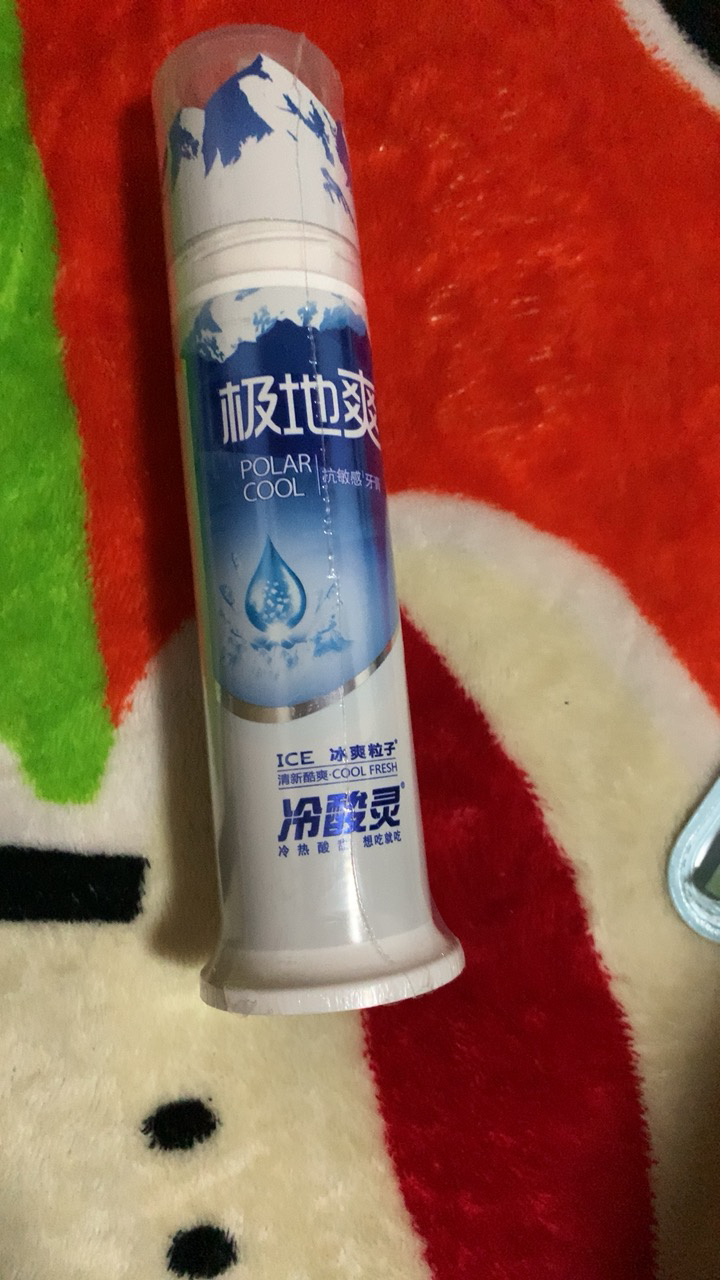 极地爽
POLAR COOL 抗敏感 牙膏
ICE 冰爽粒子
清新酷爽·COOL FRESH
冷酸灵®
冷 热 酸 想吃就吃